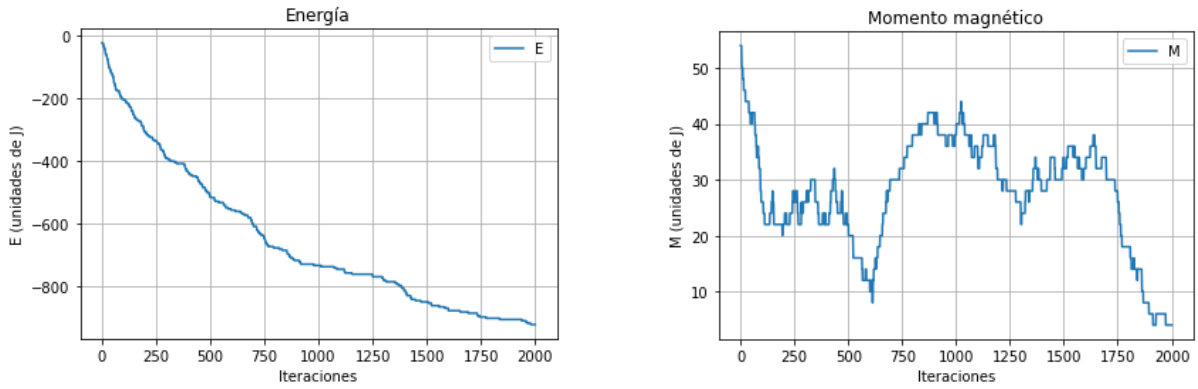 Energía
E
0
−200
−400
−600
−800
E (unidades de J)
0 250 500 750 1000 1250 1500 1750 2000
Iteraciones
Momento magnético
M
50
40
30
20
10
M (unidades de J)
0 250 500 750 1000 1250 1500 1750 2000
Iteraciones